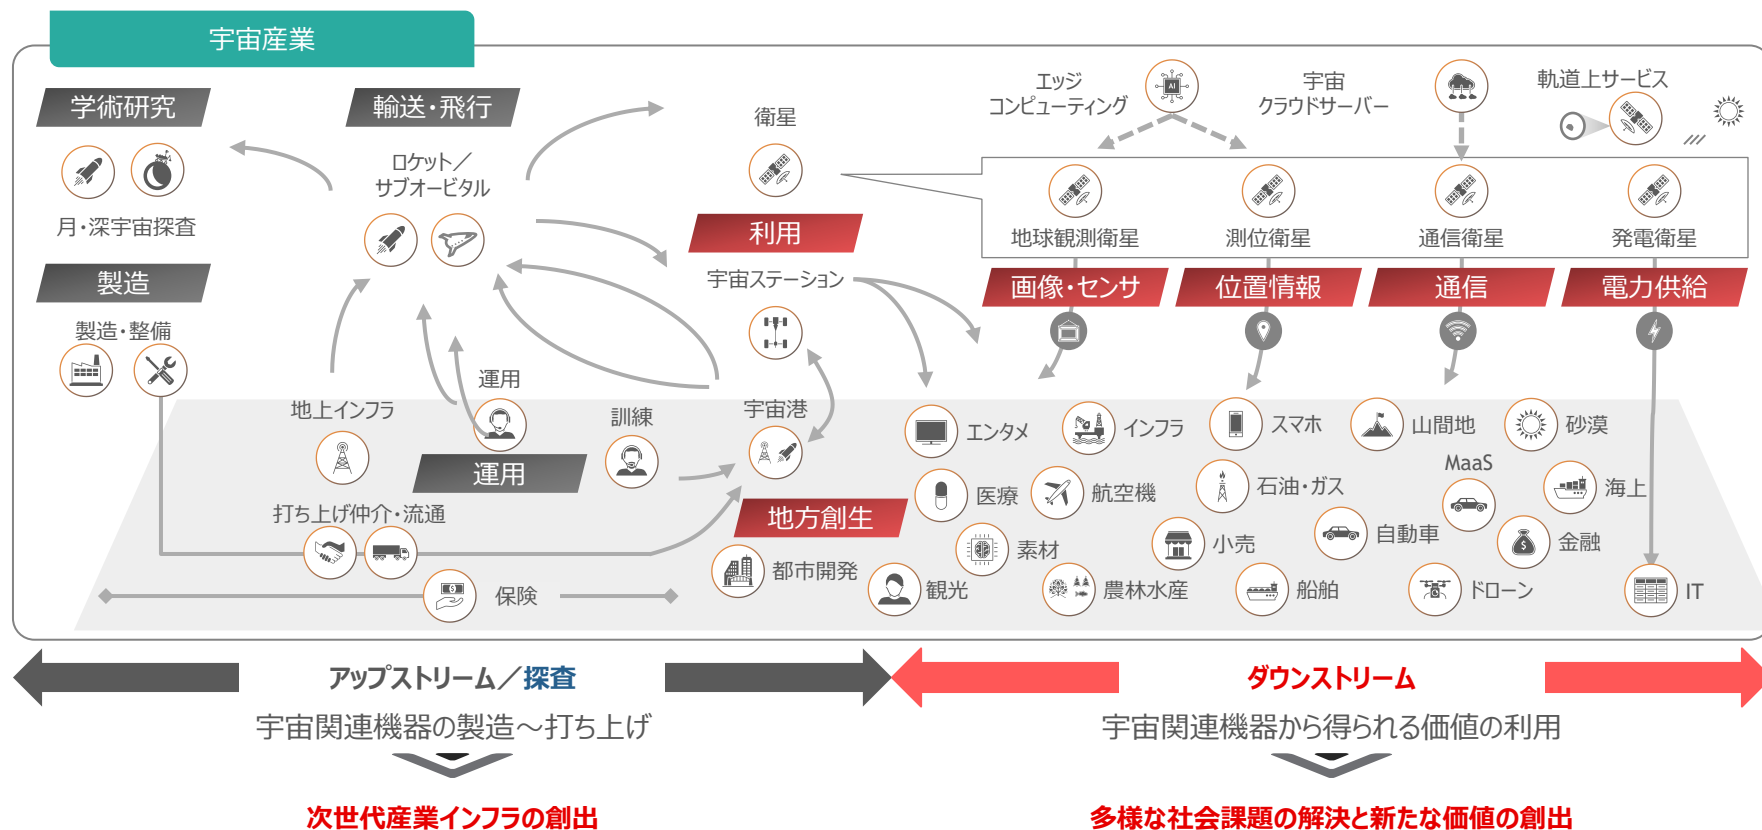 宇宙産業
学術研究
月・深宇宙探査
製造
製造・整備
輸送・飛行
ロケット／
サブオービタル
衛星
利用
宇宙ステーション
エッジ
コンピューティング
AI
宇宙
クラウドサーバー
軌道上サービス
地球観測衛星
測位衛星
通信衛星
発電衛星
画像・センサ
位置情報
通信
電力供給
地上インフラ
運用
運用
訓練
宇宙港
地方創生
打ち上げ仲介・流通
保険
都市開発
エンタメ
インフラ
スマホ
山間地
砂漠
医療
航空機
石油・ガス
MaaS
海上
素材
小売
自動車
金融
観光
農林水産
船舶
ドローン
IT
アップストリーム／探査
ダウンストリーム
宇宙関連機器の製造～打ち上げ
宇宙関連機器から得られる価値の利用
次世代産業インフラの創出
多様な社会課題の解決と新たな価値の創出